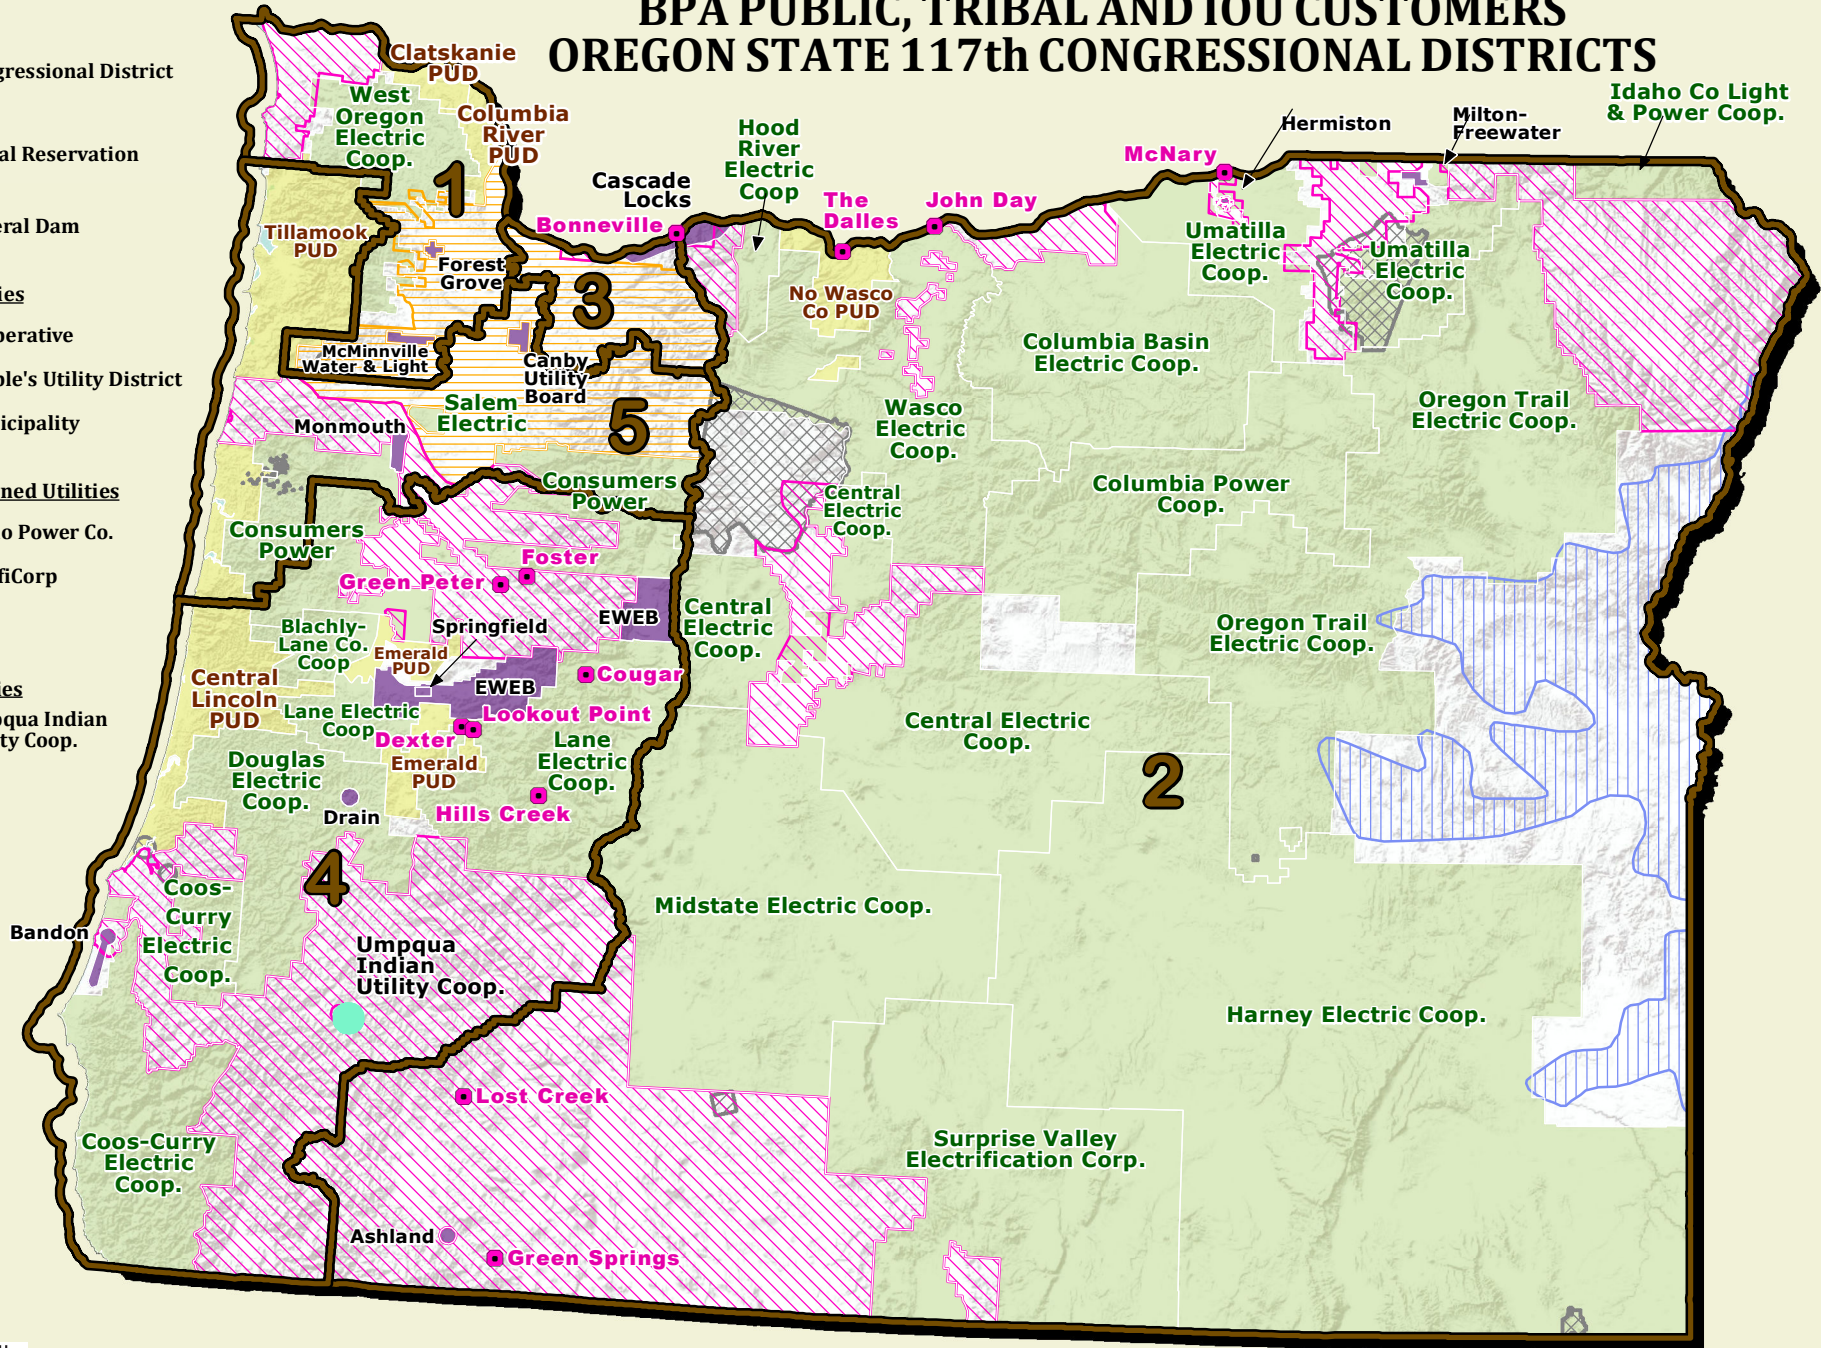 BPA PUBLIC, TRIBAL AND IOU CUSTOMERS
OREGON STATE 117th CONGRESSIONAL DISTRICTS
gressional District
al Reservation
eral Dam
ies
perative
ple's Utility District
icipality
ned Utilities
o Power Co.
fiCorp
ies
pqua Indian
ty Coop.
Clatskanie
PUD
West
Oregon
Electric
Coop.
Columbia
River
PUD
1
Tillamook
PUD
Forest
Grove
McMinnville
Water & Light
3
Canby
Utility
Board
Salem
Electric
5
Monmouth
Consumers
Power
Consumers
Power
Cascade
Locks
Bonneville
Hood
River
Electric
Coop
The
Dalles
John Day
McNary
Hermiston
Milton-
Freewater
Idaho Co Light
& Power Coop.
Umatilla
Electric
Coop.
Umatilla
Electric
Coop.
No Wasco
Co PUD
Columbia Basin
Electric Coop.
Wasco
Electric
Coop.
Oregon Trail
Electric Coop.
Central
Electric
Coop.
Columbia Power
Coop.
Foster
Green Peter
EWEB
Central
Electric
Coop.
Oregon Trail
Electric Coop.
Blachly-
Lane Co.
Coop
Springfield
Emerald
PUD
Cougar
EWEB
Central
Lincoln
PUD
Lane Electric
Coop
Lookout Point
Dexter
Central Electric
Coop.
Douglas
Electric
Coop.
Emerald
PUD
Lane
Electric
Coop.
2
Drain
Hills Creek
4
Coos-
Curry
Electric
Coop.
Bandon
Midstate Electric Coop.
Umpqua
Indian
Utility Coop.
Harney Electric Coop.
Lost Creek
Coos-Curry
Electric
Coop.
Surprise Valley
Electrification Corp.
Ashland
Green Springs